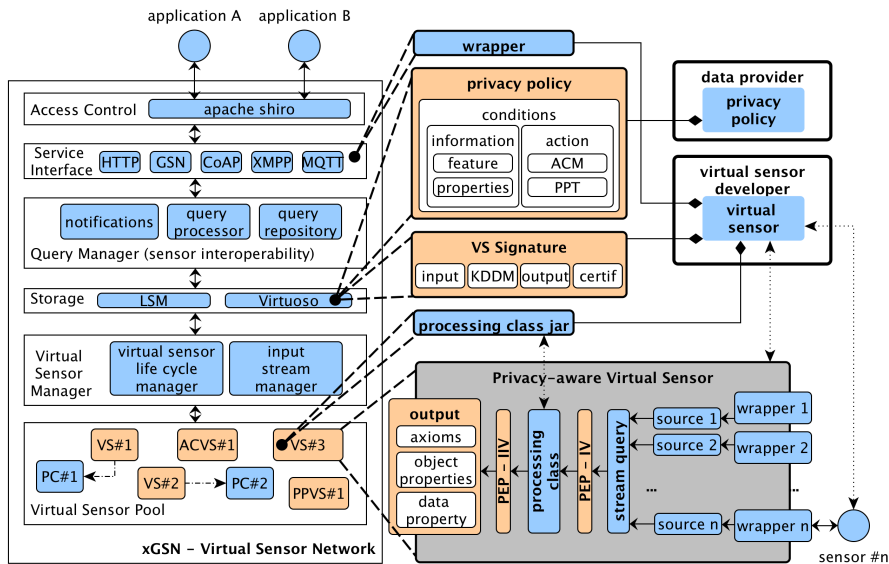 application A
application B
Access Control
apache shiro
Service
Interface
HTTP
GSN
CoAP
XMPP
MQTT
notifications
query
processor
query
repository
Query Manager (sensor interoperability)
Storage
LSM
Virtuoso
Virtual
Sensor
Manager
virtual sensor
life cycle
manager
input
stream
manager
VS#1
ACVS#1
VS#3
PC#1
VS#2
PC#2
PPVS#1
Virtual Sensor Pool
xGSN - Virtual Sensor Network
wrapper
privacy policy
conditions
information
feature
properties
action
ACM
PPT
VS Signature
input
KDDM
output
certif
processing class jar
data provider
privacy
policy
virtual sensor
developer
virtual
sensor
Privacy-aware Virtual Sensor
output
axioms
object
properties
data
property
PEP - IIV
processing
class
PEP - IV
stream query
source 1
source 2
...
source n
wrapper 1
wrapper 2
...
wrapper n
sensor #n